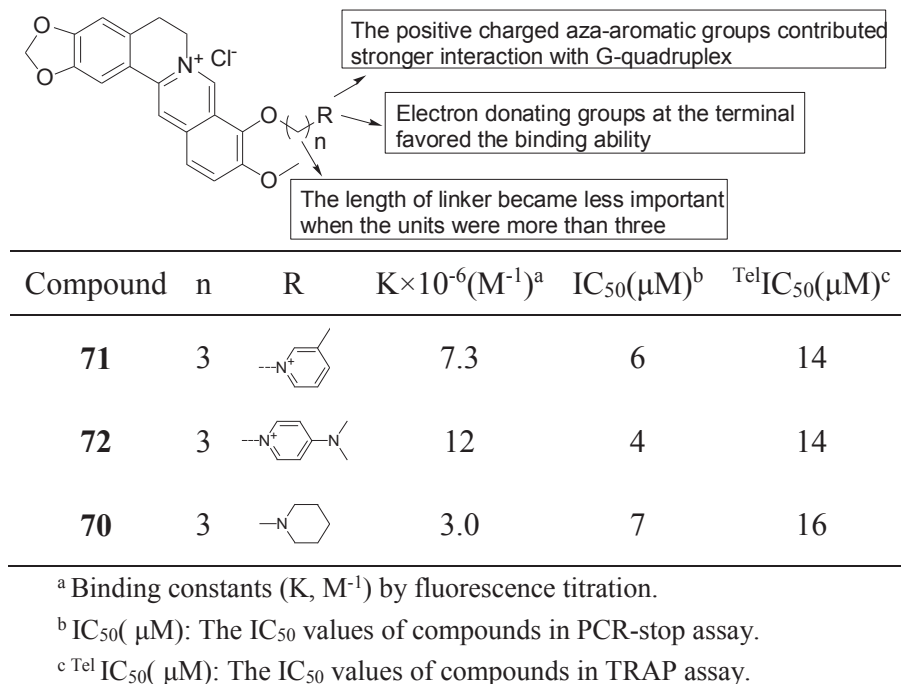 The positive charged aza-aromatic groups contributed
stronger interaction with G-quadruplex
O
O
N⁺ Cl⁻
Electron donating groups at the terminal
favored the binding ability
O
R
n
O
The length of linker became less important
when the units were more than three
Compound n R K×10⁻⁶(M⁻¹)ᵃ IC₅₀(μM)ᵇ ᵀᵉˡIC₅₀(μM)ᶜ
71 3 N⁺ 7.3 6 14
72 3 N⁺ N 12 4 14
70 3 N 3.0 7 16
ᵃ Binding constants (K, M⁻¹) by fluorescence titration.
ᵇ IC₅₀( μM): The IC₅₀ values of compounds in PCR-stop assay.
ᶜ ᵀᵉˡ IC₅₀( μM): The IC₅₀ values of compounds in TRAP assay.